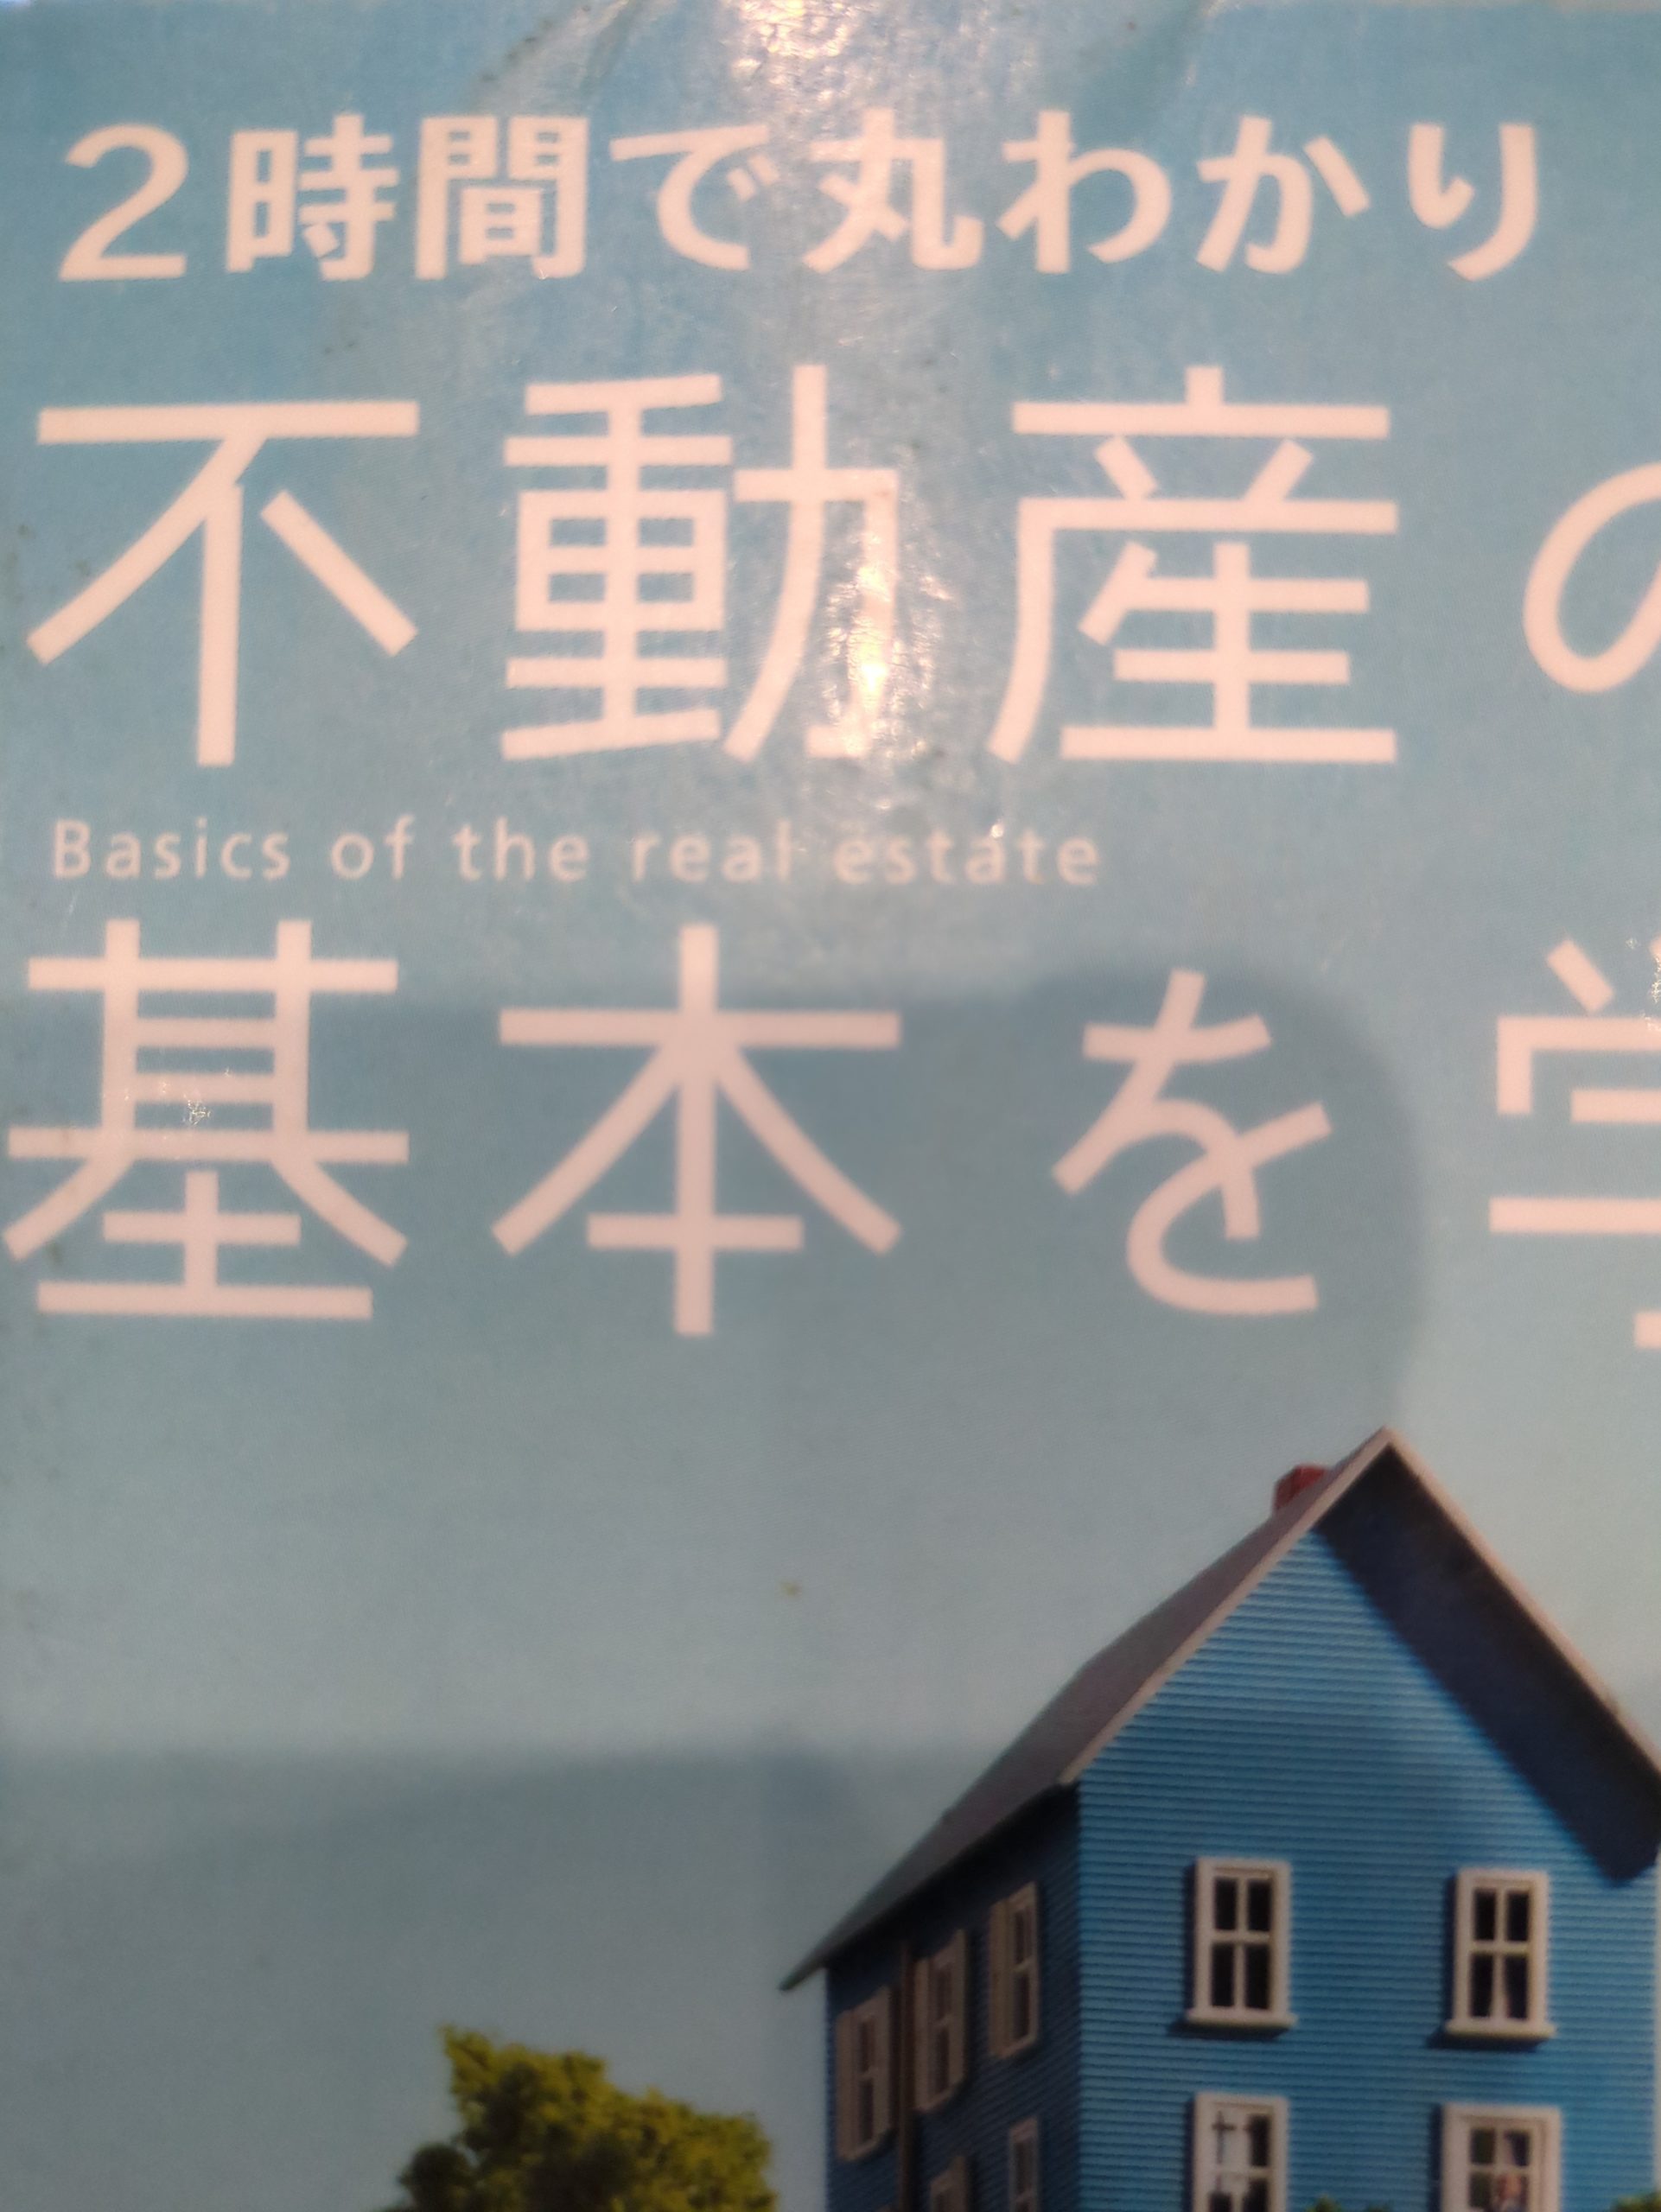 2時間で丸わかり
不動産の
Basics of the real estate
基本を学